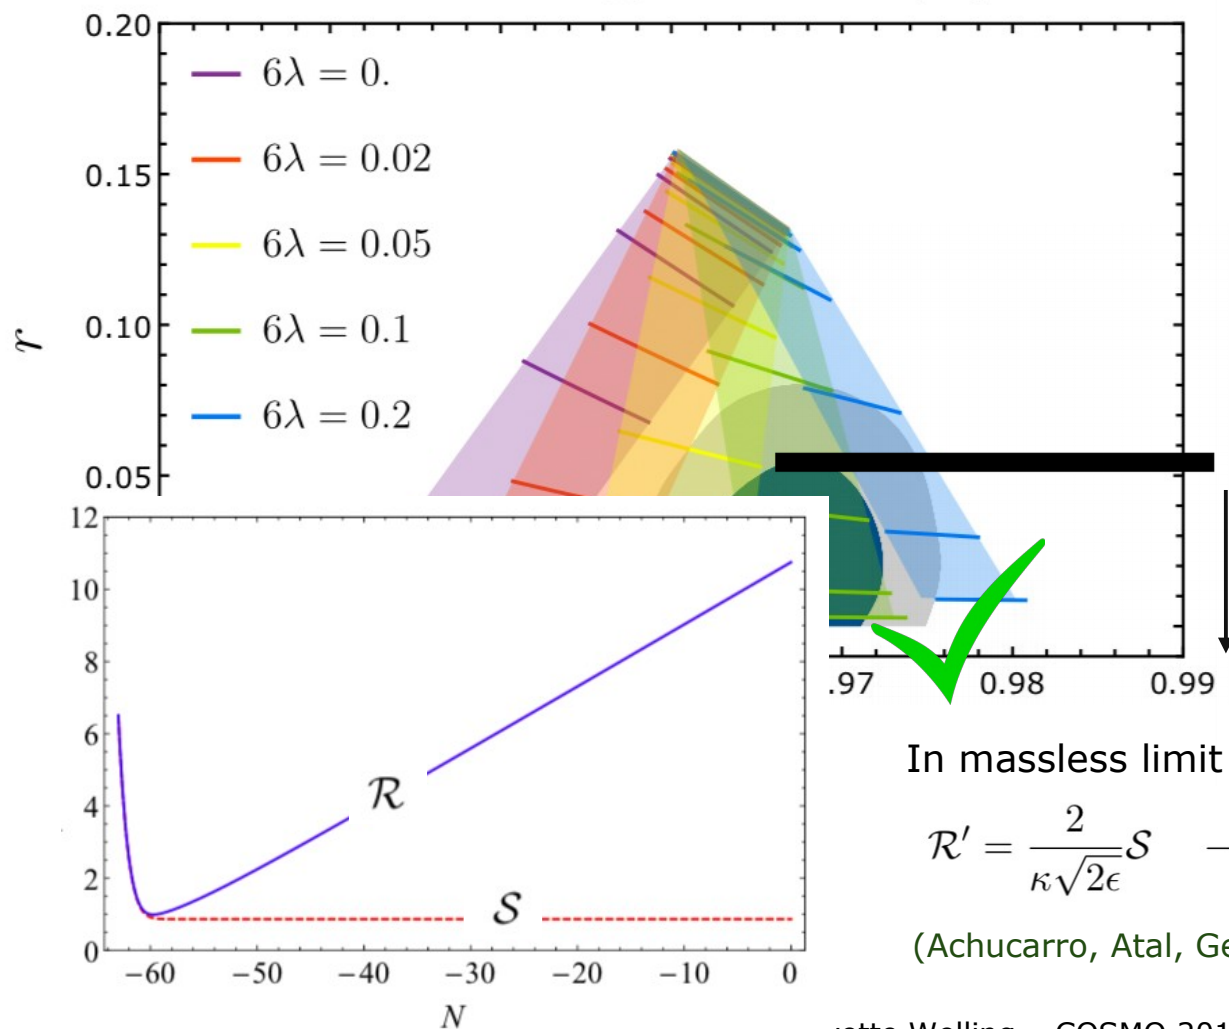 0.20
6λ = 0.
6λ = 0.02
0.15
6λ = 0.05
r
0.10
6λ = 0.1
6λ = 0.2
0.05
12
10
8
6
4
2
0
R
S
−60 −50 −40 −30 −20 −10 0
N
.97 0.98 0.99
In massless limit
R′ = 2/(κ√2ϵ) S
(Achucarro, Atal, Ge
Welling COSMO 201